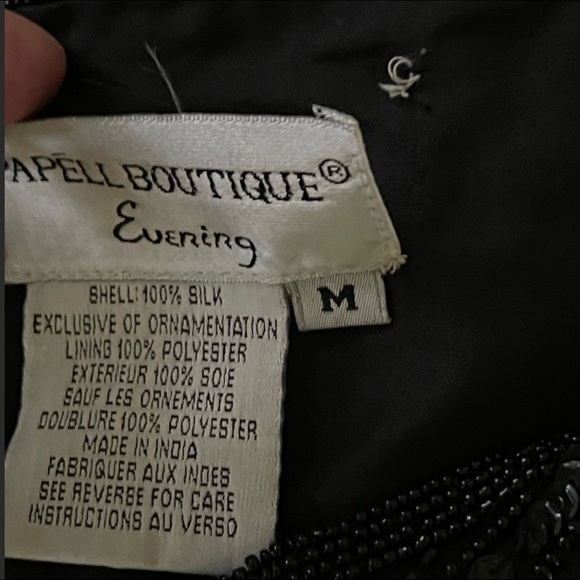 PAPELL BOUTIQUE®
Evening
M
SHELL: 100% SILK
EXCLUSIVE OF ORNAMENTATION
LINING 100% POLYESTER
EXTERIEUR 100% SOIE
SAUF LES ORNEMENTS
DOUBLURE 100% POLYESTER
MADE IN INDIA
FABRIQUER AUX INDES
SEE REVERSE FOR CARE
INSTRUCTIONS AU VERSO